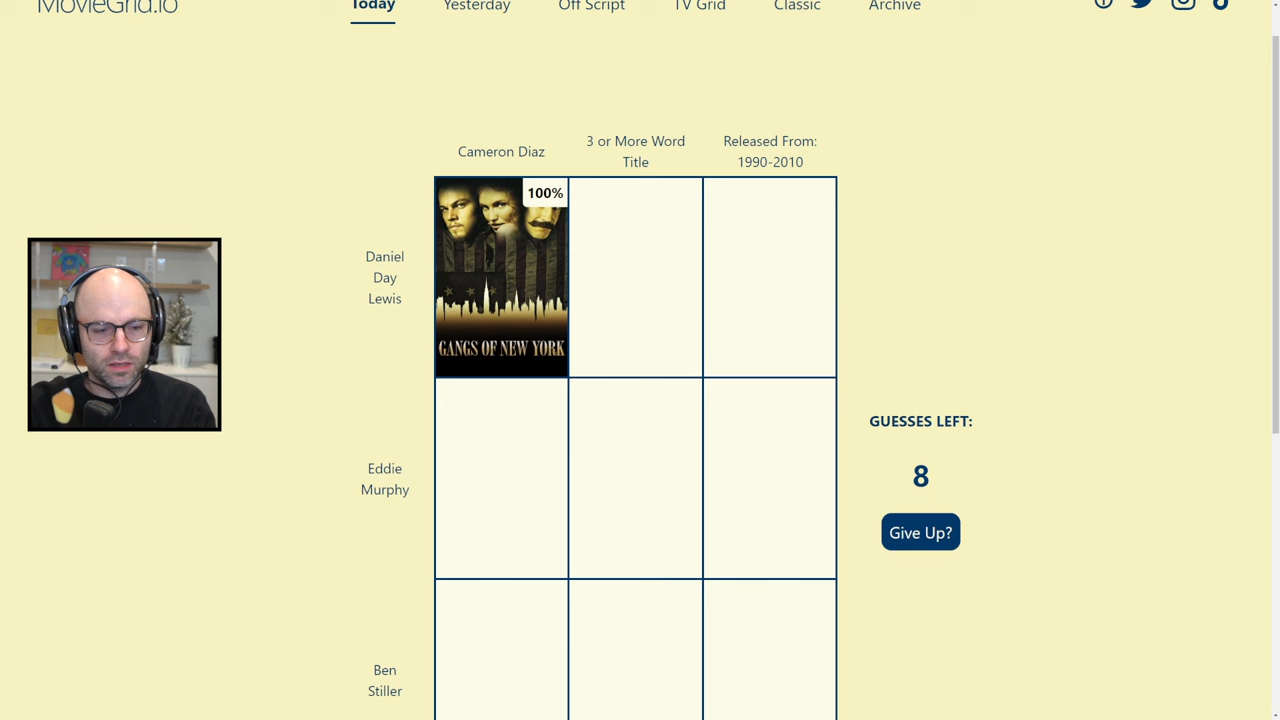 MovieGrid.io
Today
Yesterday
Off Script
TV Grid
Classic
Archive
Cameron Diaz
3 or More Word
Title
Released From:
1990-2010
100%
GANGS OF NEW YORK
Daniel
Day
Lewis
Eddie
Murphy
Ben
Stiller
GUESSES LEFT:
8
Give Up?